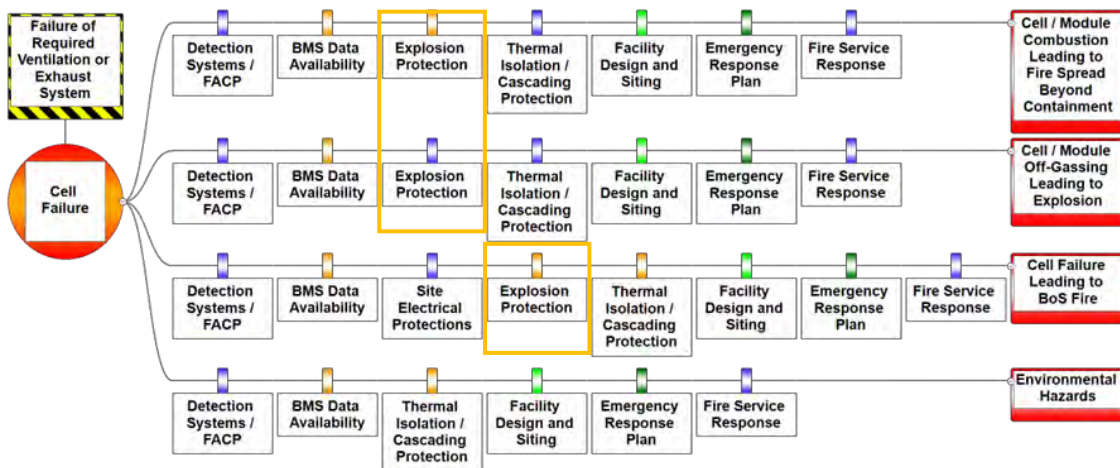 Failure of
Required
Ventilation or
Exhaust
System
Cell
Failure
Detection
Systems /
FACP
BMS Data
Availability
Explosion
Protection
Thermal
Isolation /
Cascading
Protection
Facility
Design and
Siting
Emergency
Response
Plan
Fire Service
Response
Cell / Module
Combustion
Leading to
Fire Spread
Beyond
Containment
Detection
Systems /
FACP
BMS Data
Availability
Explosion
Protection
Thermal
Isolation /
Cascading
Protection
Facility
Design and
Siting
Emergency
Response
Plan
Fire Service
Response
Cell / Module
Off-Gassing
Leading to
Explosion
Detection
Systems /
FACP
BMS Data
Availability
Site
Electrical
Protections
Explosion
Protection
Thermal
Isolation /
Cascading
Protection
Facility
Design and
Siting
Emergency
Response
Plan
Fire Service
Response
Cell Failure
Leading to
BoS Fire
Detection
Systems /
FACP
BMS Data
Availability
Thermal
Isolation /
Cascading
Protection
Facility
Design and
Siting
Emergency
Response
Plan
Fire Service
Response
Environmental
Hazards